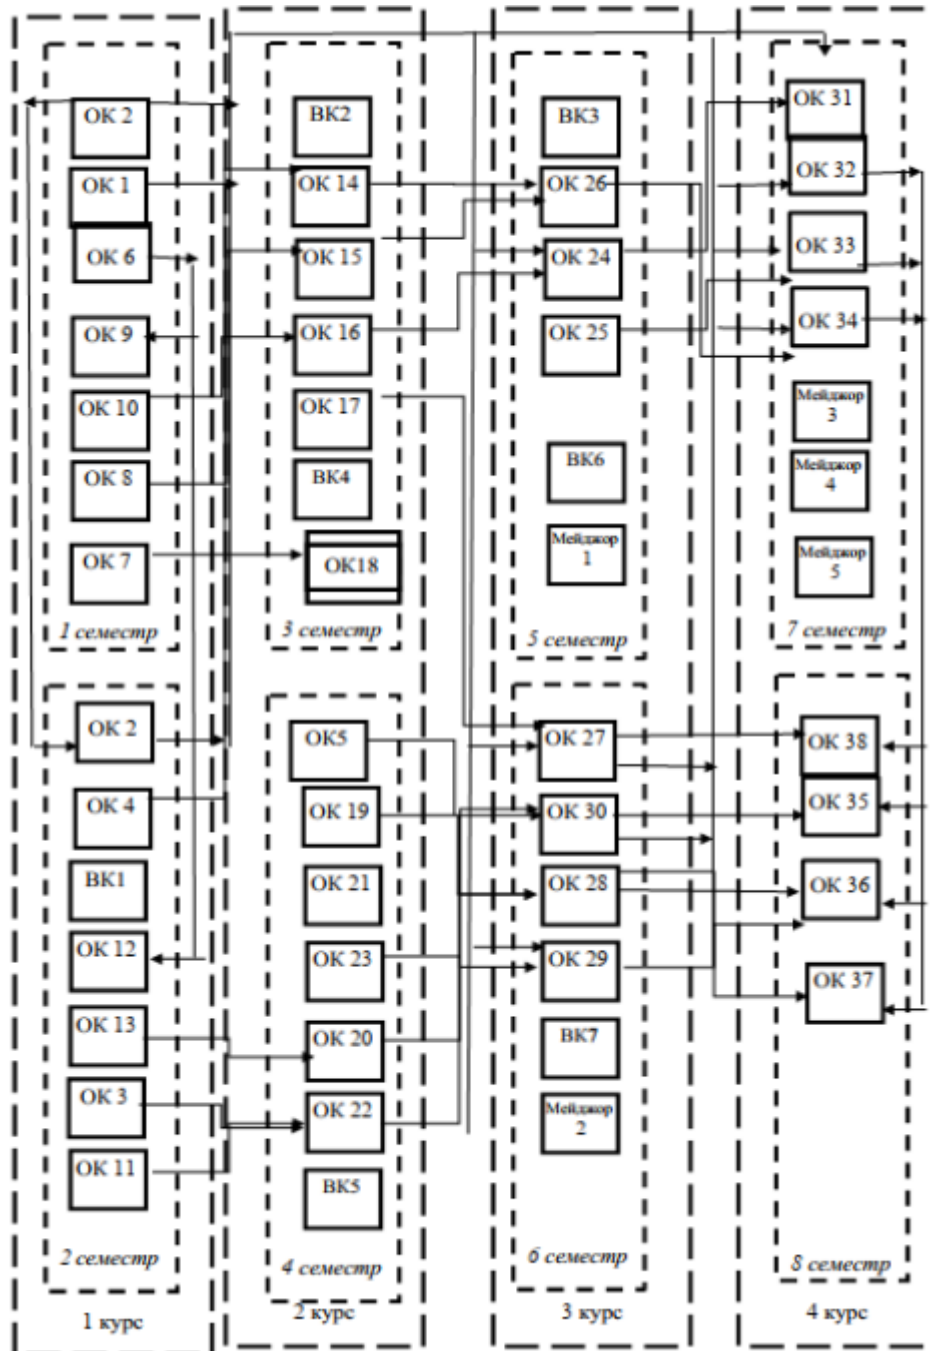 ОК 2
ОК 1
ОК 6
ОК 9
ОК 10
ОК 8
ОК 7
1 семестр
ОК 2
ОК 4
ВК1
ОК 12
ОК 13
ОК 3
ОК 11
2 семестр
1 курс
ВК2
ОК 14
ОК 15
ОК 16
ОК 17
ВК4
ОК18
3 семестр
ОК5
ОК 19
ОК 21
ОК 23
ОК 20
ОК 22
ВК5
4 семестр
2 курс
ВК3
ОК 26
ОК 24
ОК 25
ВК6
Мейджор
1
5 семестр
ОК 27
ОК 30
ОК 28
ОК 29
ВК7
Мейджор
2
6 семестр
3 курс
ОК 31
ОК 32
ОК 33
ОК 34
Мейджор
3
Мейджор
4
Мейджор
5
7 семестр
ОК 38
ОК 35
ОК 36
ОК 37
8 семестр
4 курс